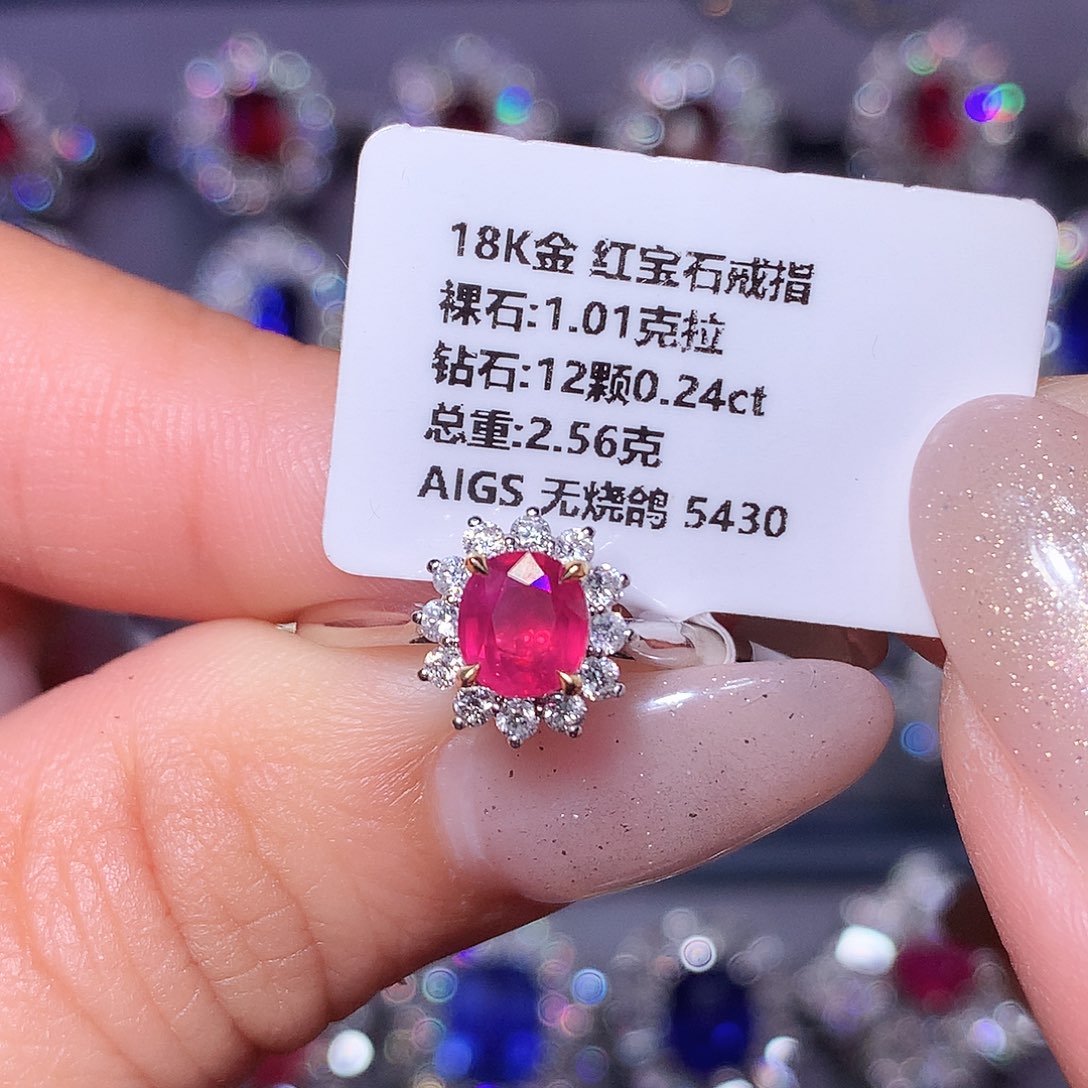 18K金 红宝石戒指
裸石:1.01克拉
钻石:12颗0.24ct
总重:2.56克
AIGS 无烧鸽 5430